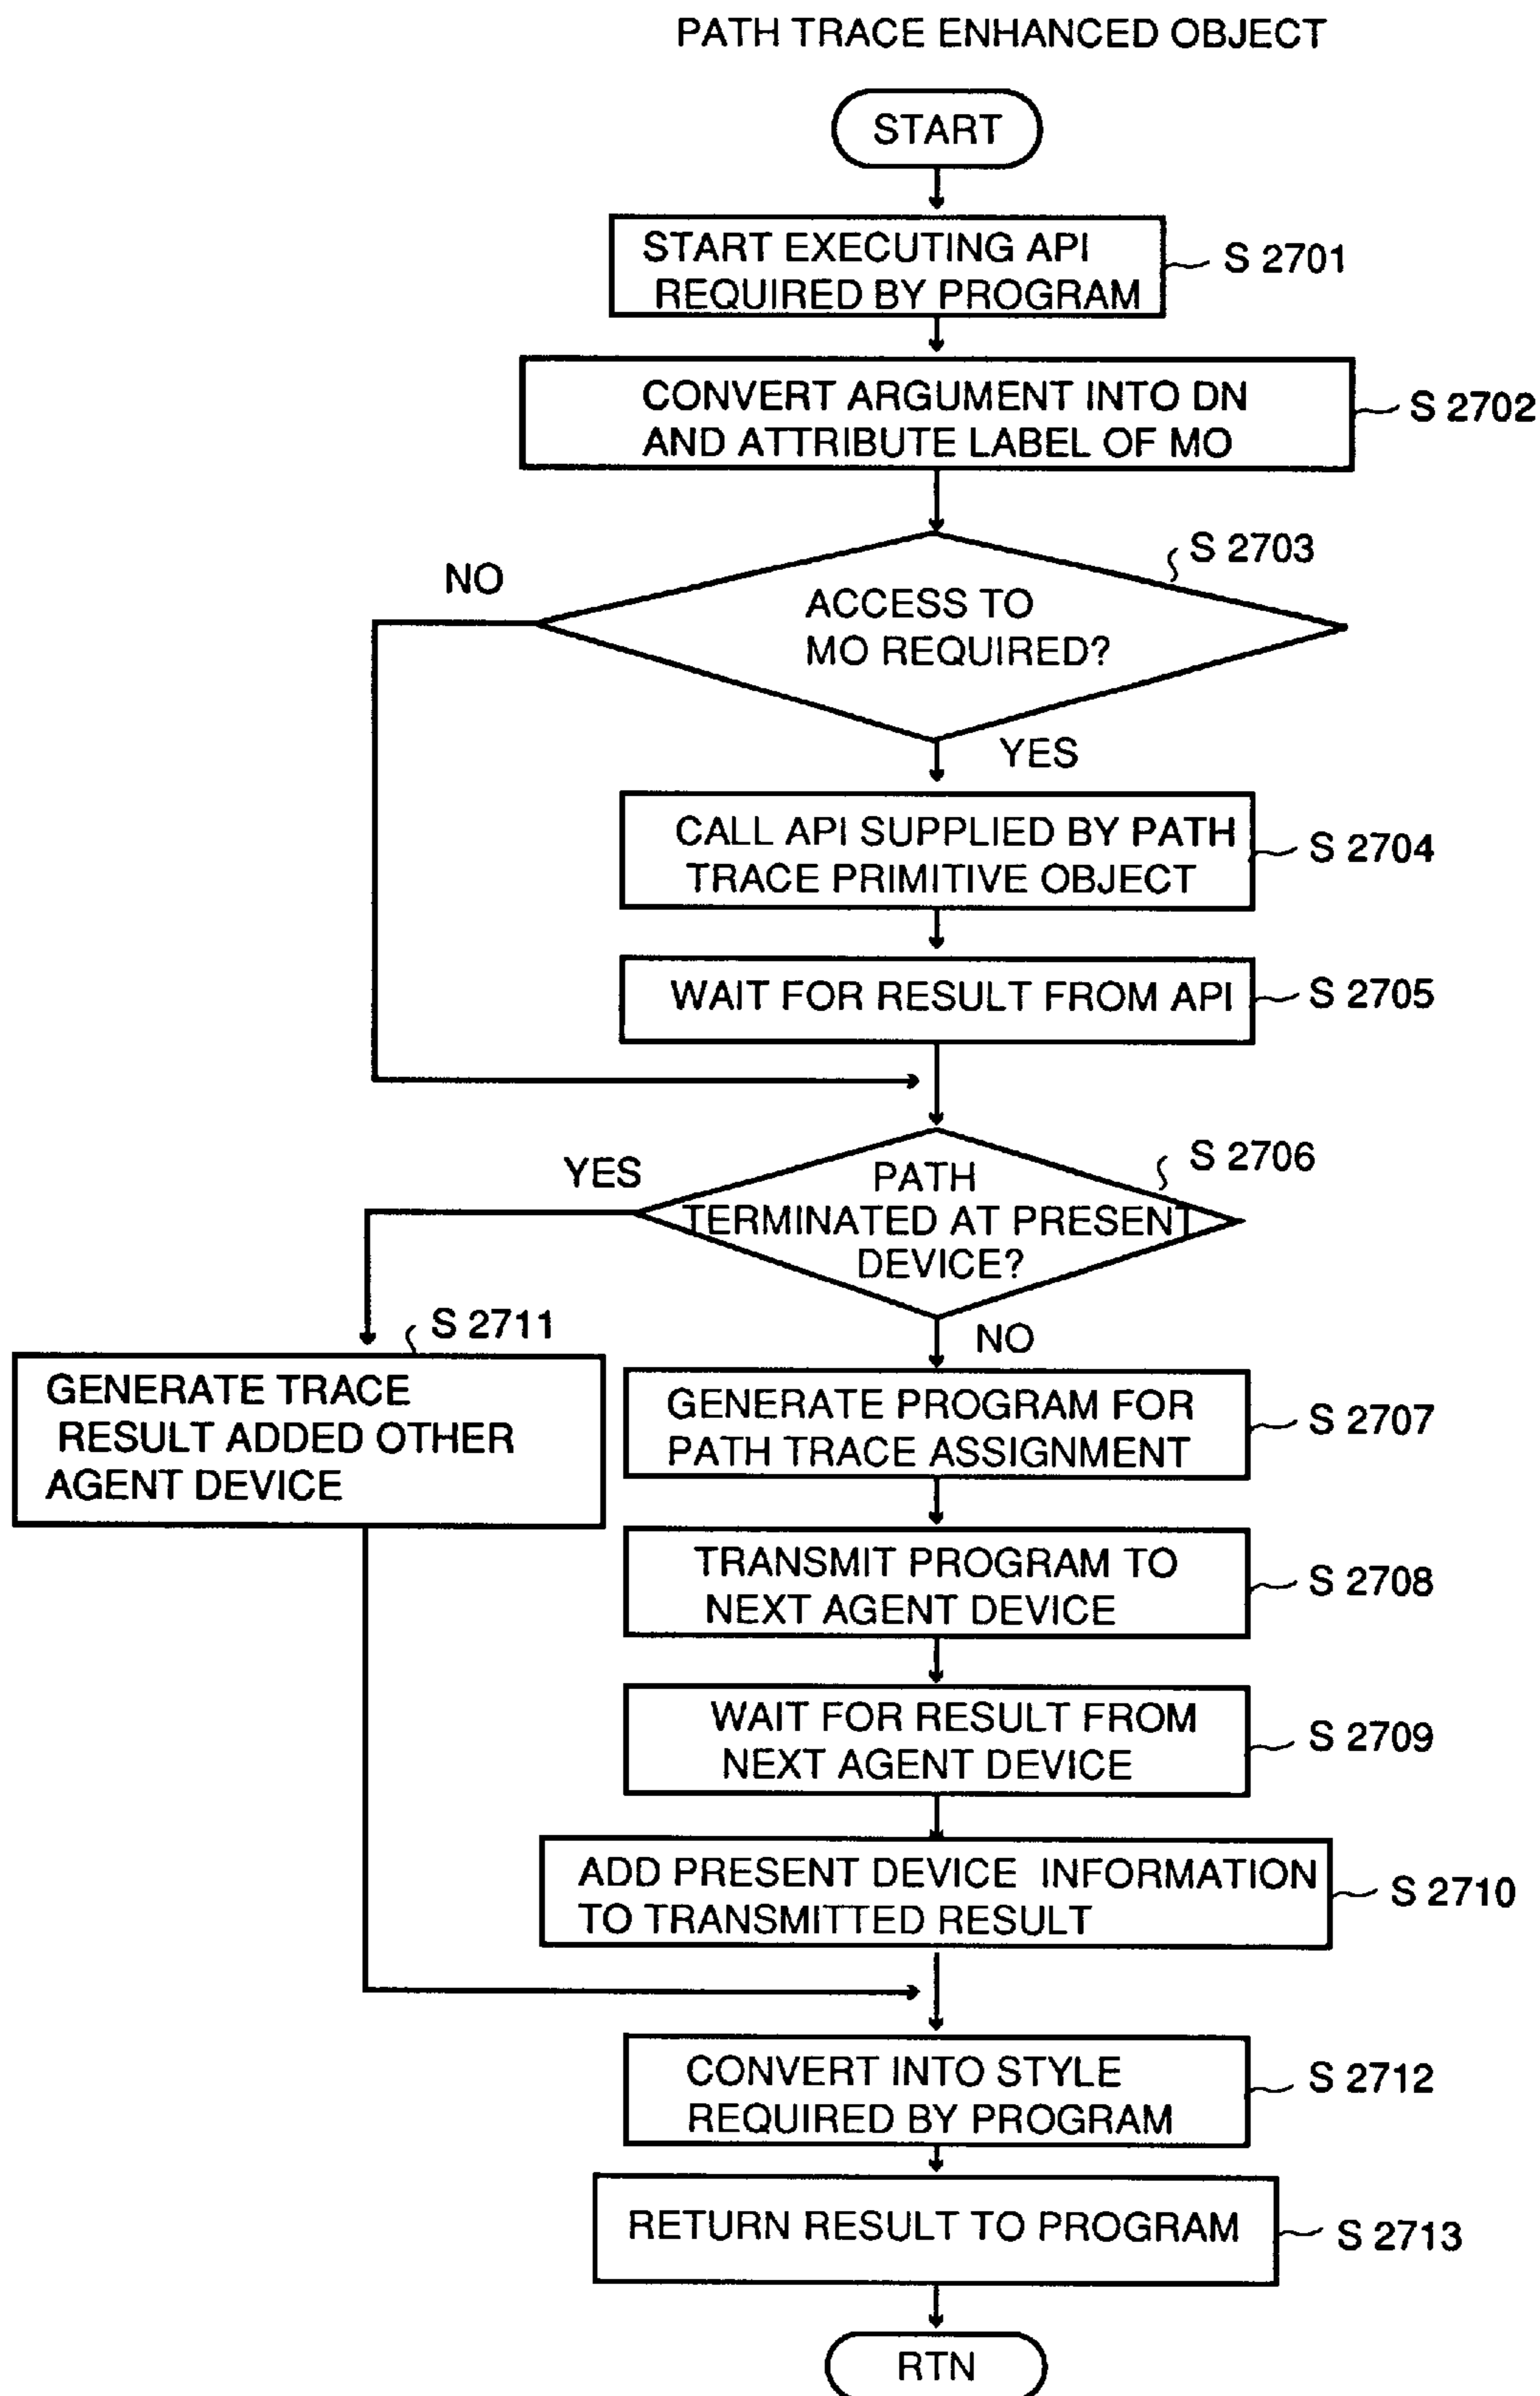 PATH TRACE ENHANCED OBJECT
START
START EXECUTING API
REQUIRED BY PROGRAM
S 2701
CONVERT ARGUMENT INTO DN
AND ATTRIBUTE LABEL OF MO
S 2702
S 2703
NO
ACCESS TO
MO REQUIRED?
YES
CALL API SUPPLIED BY PATH
TRACE PRIMITIVE OBJECT
S 2704
WAIT FOR RESULT FROM API
S 2705
S 2706
YES
PATH
TERMINATED AT PRESENT
DEVICE?
NO
S 2711
GENERATE TRACE
RESULT ADDED OTHER
AGENT DEVICE
GENERATE PROGRAM FOR
PATH TRACE ASSIGNMENT
S 2707
TRANSMIT PROGRAM TO
NEXT AGENT DEVICE
S 2708
WAIT FOR RESULT FROM
NEXT AGENT DEVICE
S 2709
ADD PRESENT DEVICE INFORMATION
TO TRANSMITTED RESULT
S 2710
CONVERT INTO STYLE
REQUIRED BY PROGRAM
S 2712
RETURN RESULT TO PROGRAM
S 2713
RTN